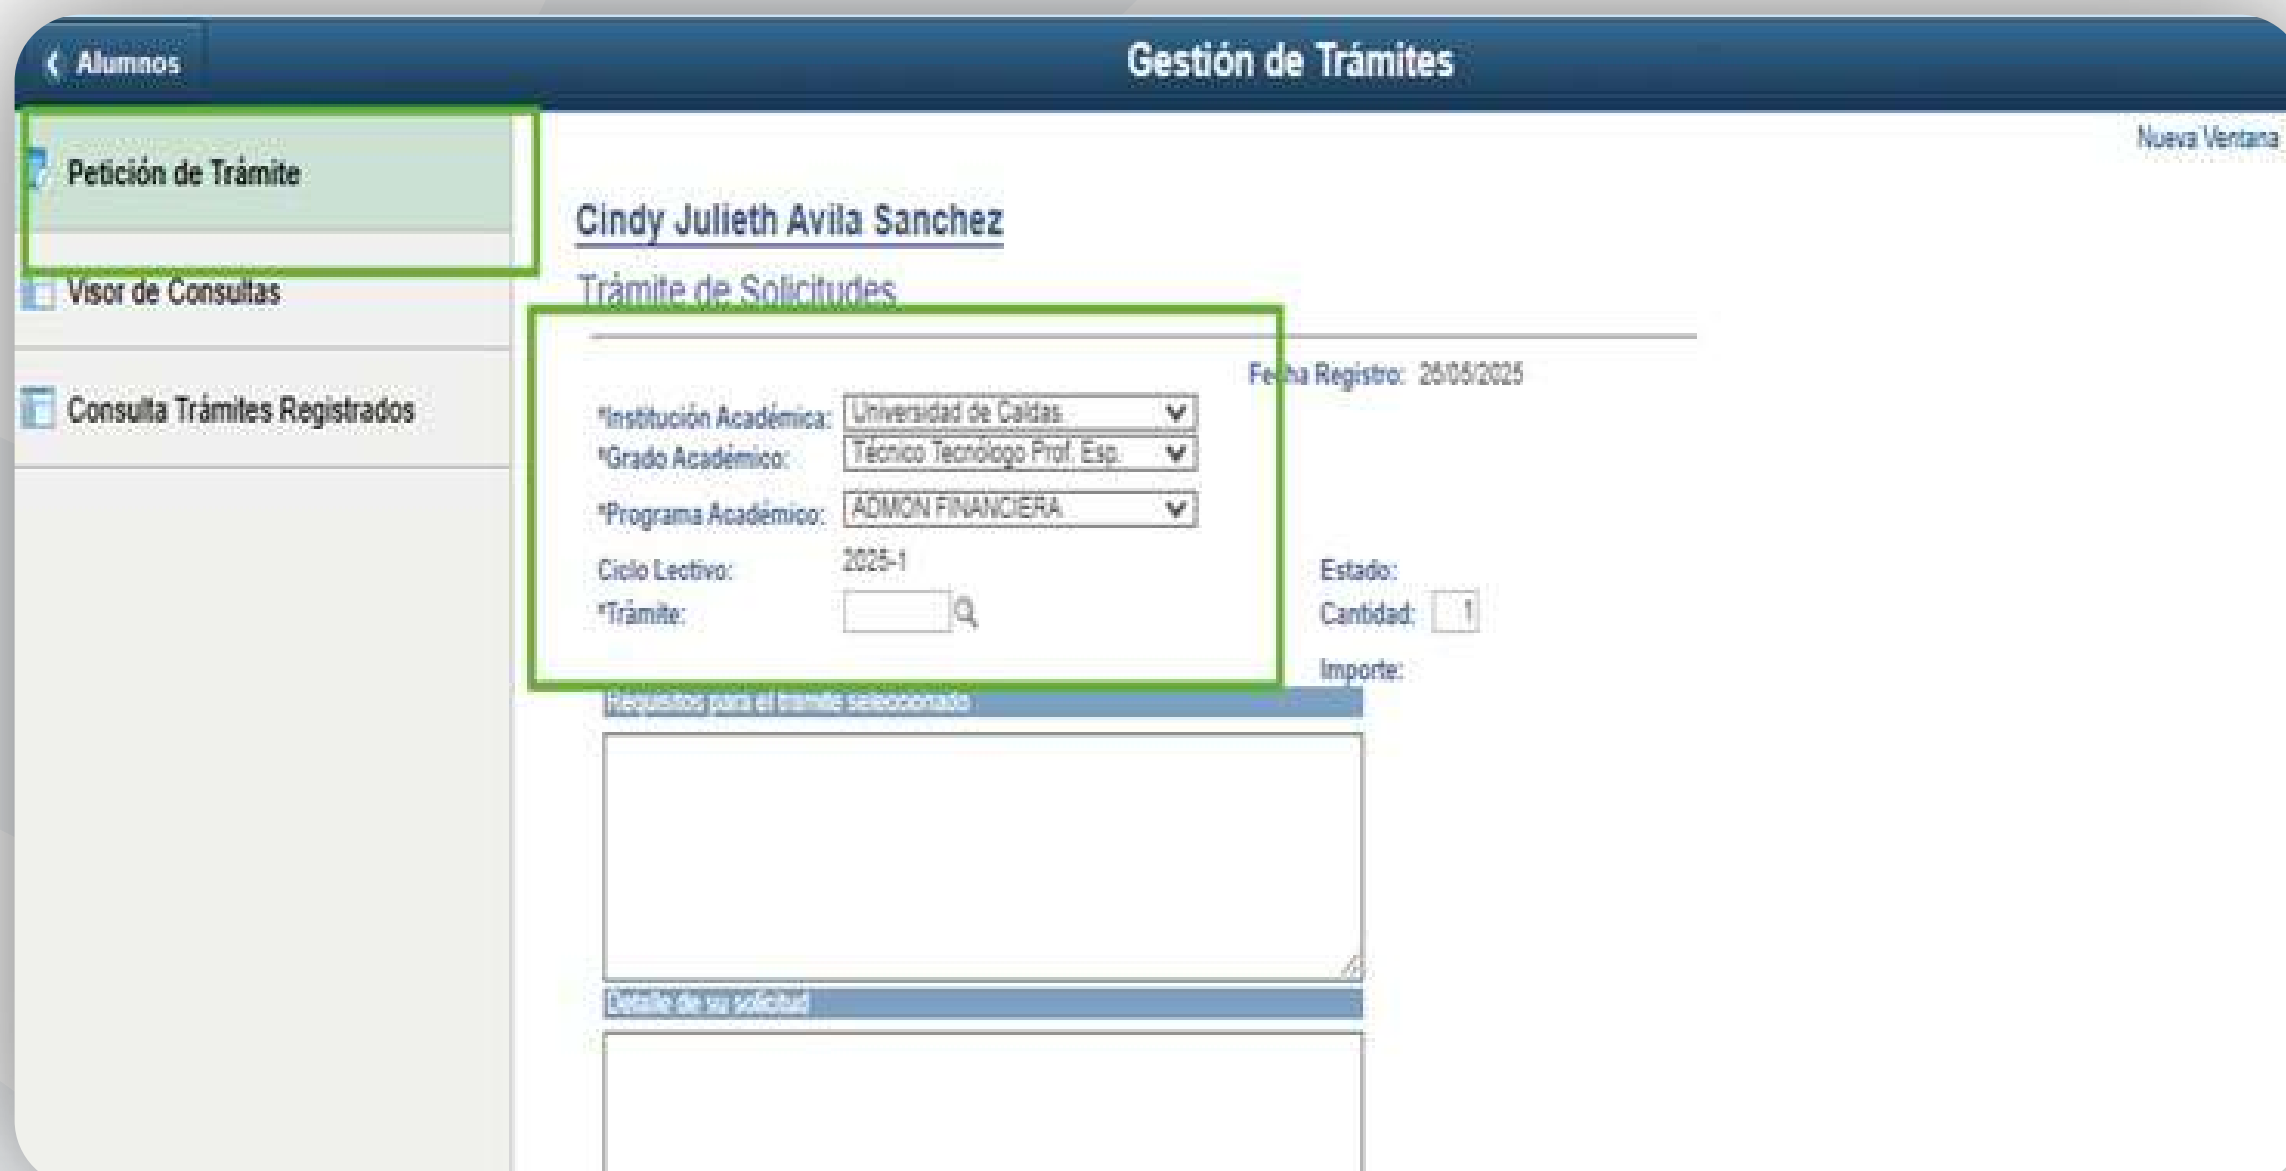 Alumnos
Gestión de Trámites
Nueva Ventana
Petición de Trámite
Visor de Consultas
Consulta Trámites Registrados
Cindy Julieth Avila Sanchez
Trámite de Solicitudes
Fecha Registro: 26/05/2025
*Institución Académica: Universidad de Caldas.
*Grado Académico: Técnico Tecnólogo Prof. Esp.
*Programa Académico: ADMON FINANCIERA
Ciclo Lectivo: 2025-1
Estado:
*Trámite:
Cantidad: 1
Importe:
Requisitos para el trámite seleccionado
Detalle de su solicitud